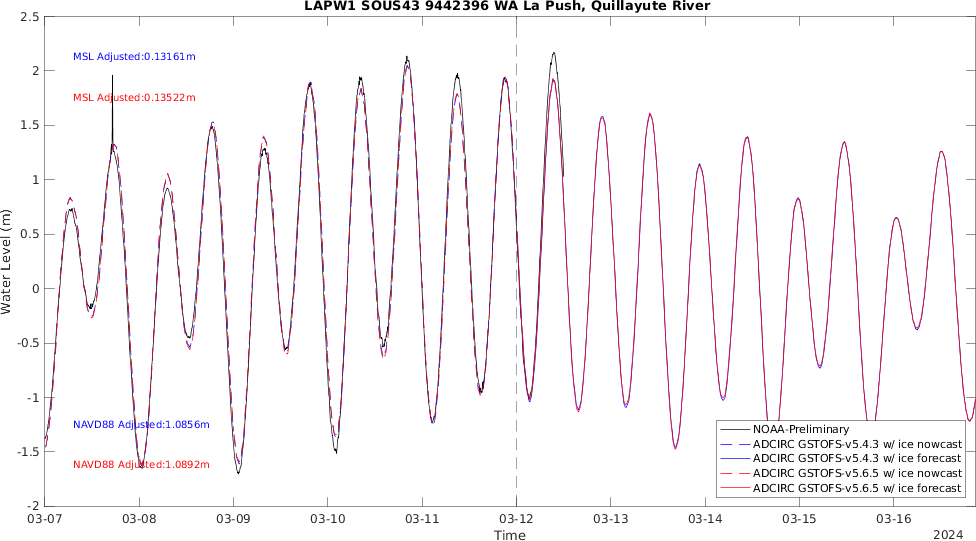 LAPW1 SOUS43 9442396 WA La Push, Quillayute River
2.5
2
1.5
1
0.5
0
-0.5
-1
-1.5
-2
Water Level (m)
MSL Adjusted:0.13161m
MSL Adjusted:0.13522m
NAVD88 Adjusted:1.0856m
NAVD88 Adjusted:1.0892m
NOAA-Preliminary
ADCIRC GSTOFS-v5.4.3 w/ ice nowcast
ADCIRC GSTOFS-v5.4.3 w/ ice forecast
ADCIRC GSTOFS-v5.6.5 w/ ice nowcast
ADCIRC GSTOFS-v5.6.5 w/ ice forecast
03-07 03-08 03-09 03-10 03-11 03-12 03-13 03-14 03-15 03-16
Time
2024